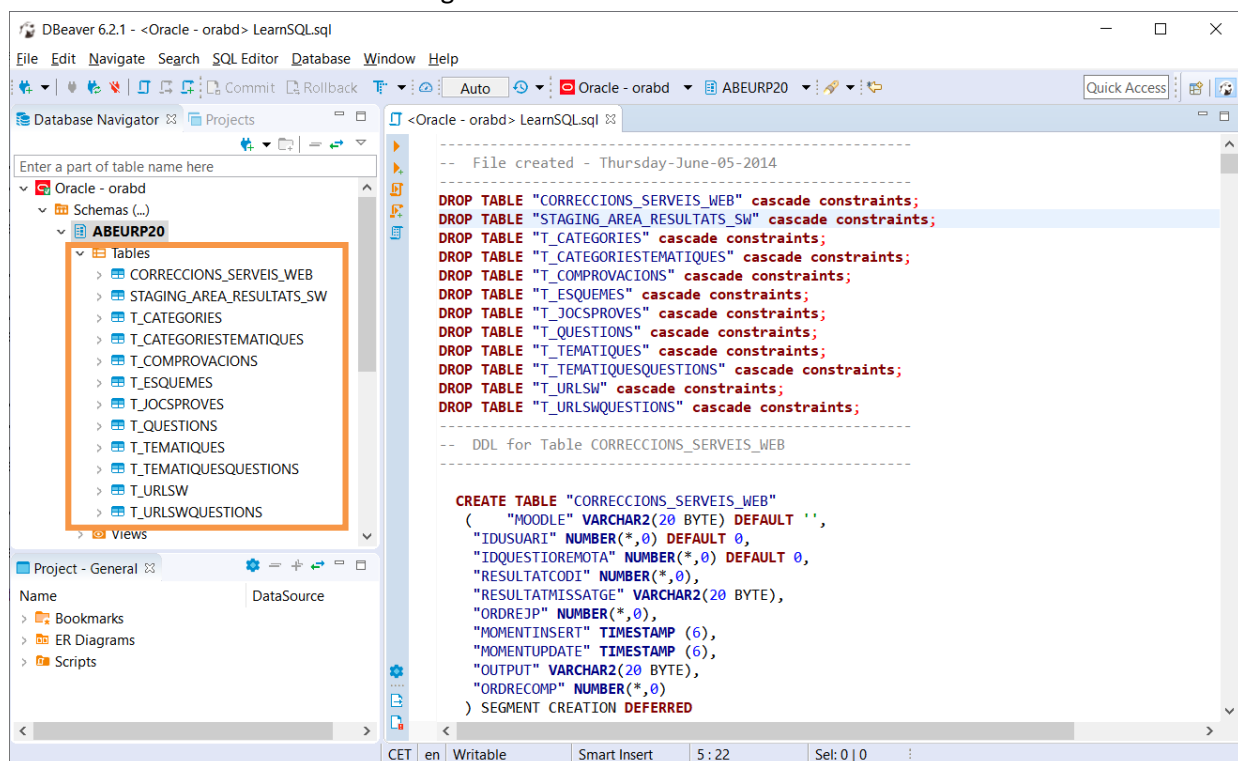 DBeaver 6.2.1 - <Oracle - orabd> LearnSQL.sql
File Edit Navigate Search SQL Editor Database Window Help
Commit Rollback Auto Oracle - orabd ABEURP20 Quick Access
Database Navigator Projects
Enter a part of table name here
Oracle - orabd
Schemas (...)
ABEURP20
Tables
CORRECCIONS_SERVEIS_WEB
STAGING_AREA_RESULTATS_SW
T_CATEGORIES
T_CATEGORIESTEMATIQUES
T_COMPROVACIONS
T_ESQUEMES
T_JOCSPROVES
T_QUESTIONS
T_TEMATIQUES
T_TEMATIQUESQUESTIONS
T_URLSW
T_URLSWQUESTIONS
Views
Project - General
Name DataSource
Bookmarks
ER Diagrams
Scripts
<Oracle - orabd> LearnSQL.sql
--------------------------------------------------------
-- File created - Thursday-June-05-2014
--------------------------------------------------------
DROP TABLE "CORRECCIONS_SERVEIS_WEB" cascade constraints;
DROP TABLE "STAGING_AREA_RESULTATS_SW" cascade constraints;
DROP TABLE "T_CATEGORIES" cascade constraints;
DROP TABLE "T_CATEGORIESTEMATIQUES" cascade constraints;
DROP TABLE "T_COMPROVACIONS" cascade constraints;
DROP TABLE "T_ESQUEMES" cascade constraints;
DROP TABLE "T_JOCSPROVES" cascade constraints;
DROP TABLE "T_QUESTIONS" cascade constraints;
DROP TABLE "T_TEMATIQUES" cascade constraints;
DROP TABLE "T_TEMATIQUESQUESTIONS" cascade constraints;
DROP TABLE "T_URLSW" cascade constraints;
DROP TABLE "T_URLSWQUESTIONS" cascade constraints;
--------------------------------------------------------
-- DDL for Table CORRECCIONS_SERVEIS_WEB
--------------------------------------------------------
CREATE TABLE "CORRECCIONS_SERVEIS_WEB"
( "MOODLE" VARCHAR2(20 BYTE) DEFAULT '',
"IDUSUARI" NUMBER(*,0) DEFAULT 0,
"IDQUESTIOREMOTA" NUMBER(*,0) DEFAULT 0,
"RESULTATCODI" NUMBER(*,0),
"RESULTATMISSATGE" VARCHAR2(20 BYTE),
"ORDREJP" NUMBER(*,0),
"MOMENTINSERT" TIMESTAMP (6),
"MOMENTUPDATE" TIMESTAMP (6),
"OUTPUT" VARCHAR2(20 BYTE),
"ORDRECOMP" NUMBER(*,0)
) SEGMENT CREATION DEFERRED
CET en Writable Smart Insert 5 : 22 Sel: 0 | 0